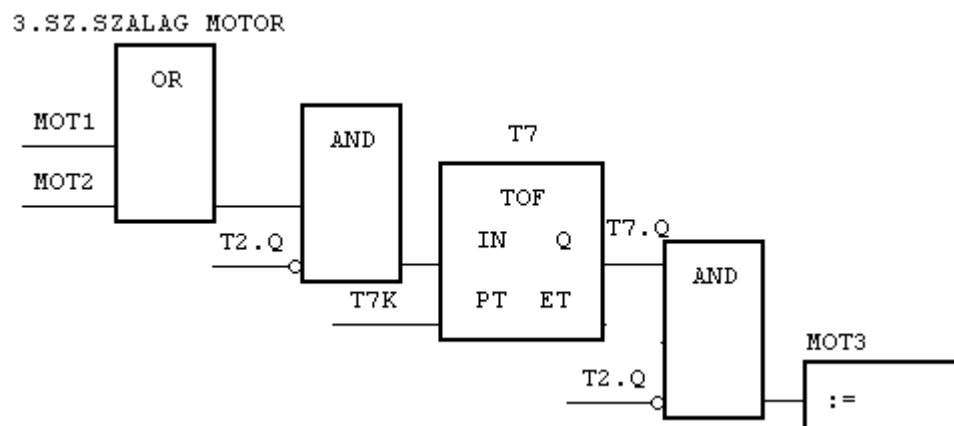 3.SZ.SZALAG MOTOR
OR
MOT1
AND
T7
MOT2
TOF
T2.Q
IN Q
T7.Q
T7K
PT ET
AND
MOT3
T2.Q
:=